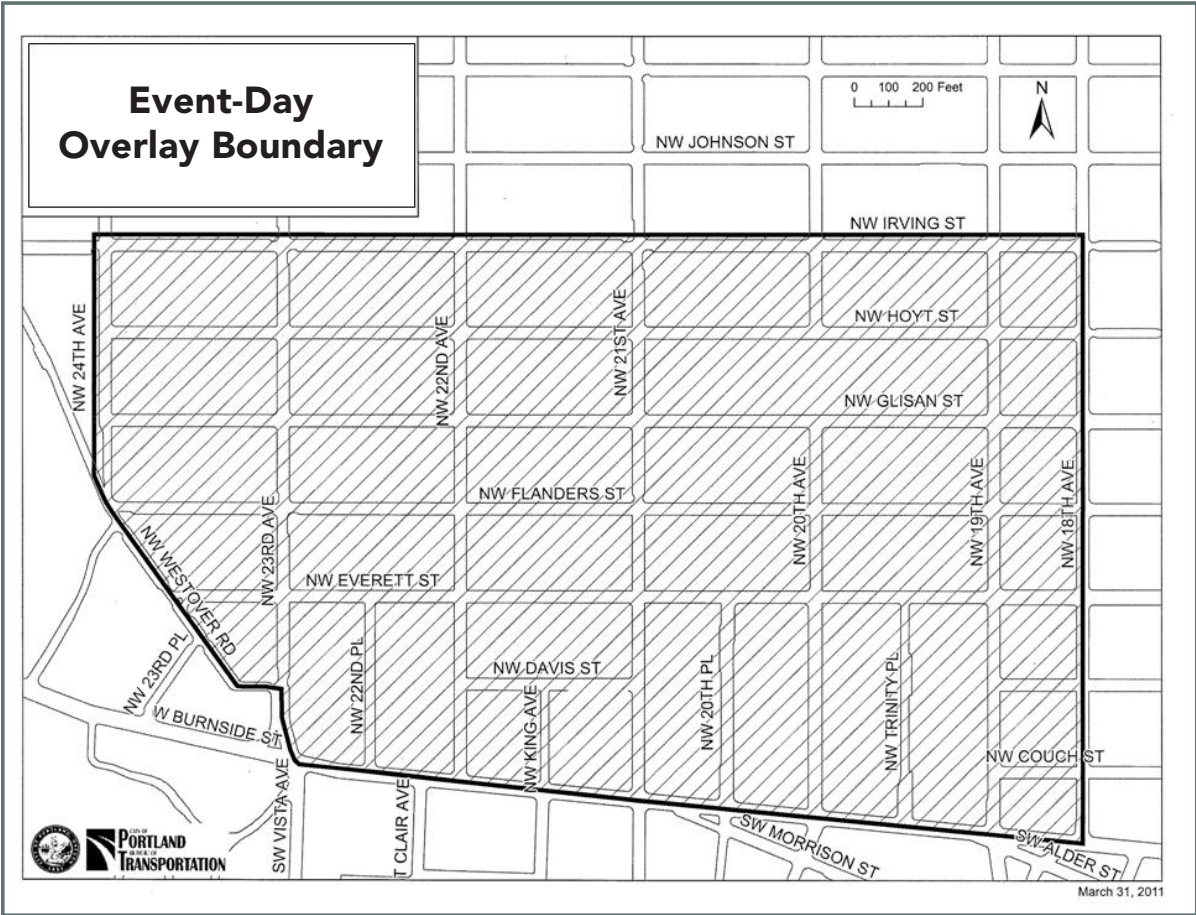 Event-Day
Overlay Boundary
0 100 200 Feet
N
NW JOHNSON ST
NW IRVING ST
NW HOYT ST
NW 24TH AVE
NW 22ND AVE
NW 21ST AVE
NW GLISAN ST
NW FLANDERS ST
NW 20TH AVE
NW 19TH AVE
NW 18TH AVE
NW 23RD AVE
NW WESTOVER RD
NW EVERETT ST
NW 23RD PL
NW 22ND PL
NW DAVIS ST
NW KING AVE
NW 20TH PL
NW TRINITY PL
W BURNSIDE ST
NW COUCH ST
SW VISTA AVE
T CLAIR AVE
SW MORRISON ST
SW ALDER ST
CITY OF
PORTLAND
BUREAU OF
TRANSPORTATION
March 31, 2011